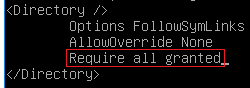 <Directory />
Options FollowSymLinks
AllowOverride None
Require all granted
</Directory>